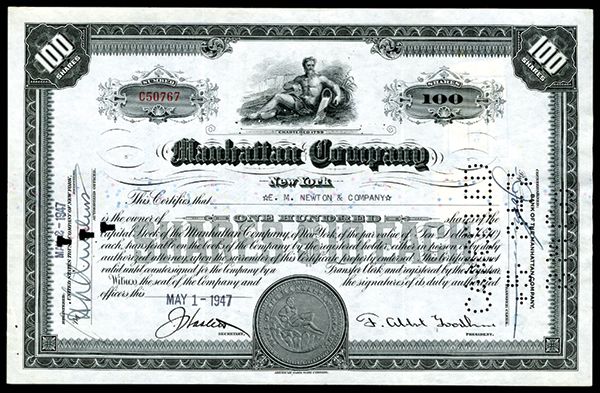 100 SHARES
100 SHARES
NUMBER
C50767
SHARES
100
CHARTERED 1799
Manhattan Company
New York
This Certifies that ☆E. M. NEWTON & COMPANY☆
is the owner of ONE HUNDRED shares of the
Capital Stock of the Manhattan Company, of New York, of the par value of Ten
each, transferable on the books of the Company by the registered holder, either in person or by duly
authorized attorney, upon the surrender of this Certificate properly endorsed. This Certificate is not
valid until countersigned for the Company by a Transfer Clerk and registered by the Registrar.
Witness the seal of the Company and the signatures of its duly authorized
officers this MAY 1-1947
SECRETARY.
PRESIDENT.
MAY 2-1947